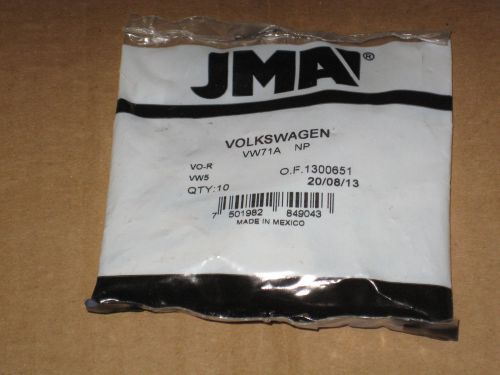 JMA®
VOLKSWAGEN
VW71A NP
VO-R
O.F.1300651
VW5
20/08/13
QTY:10
7 501982 849043
MADE IN MEXICO